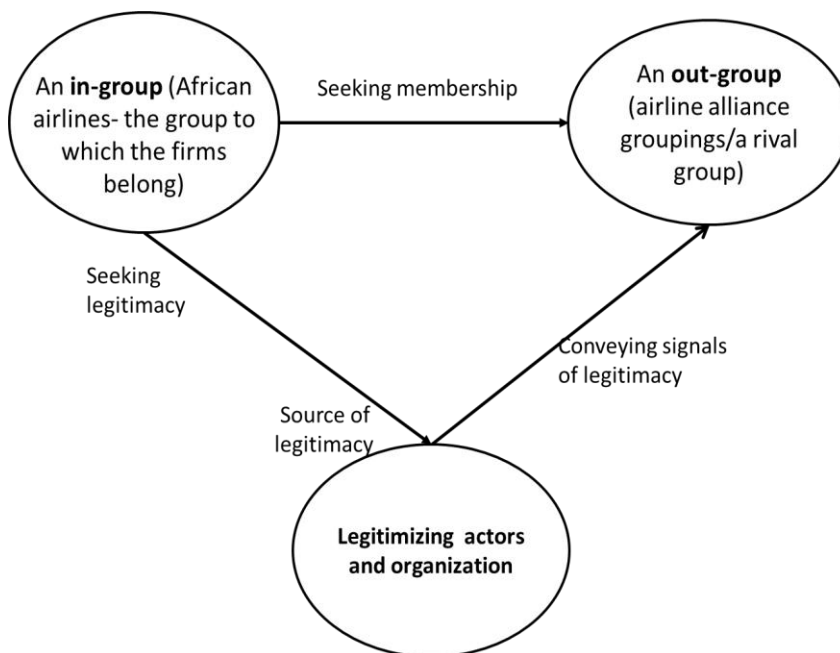 An in-group (African
airlines- the group to
which the firms
belong)
Seeking membership
An out-group
(airline alliance
groupings/a rival
group)
Seeking
legitimacy
Conveying signals
of legitimacy
Source of
legitimacy
Legitimizing actors
and organization